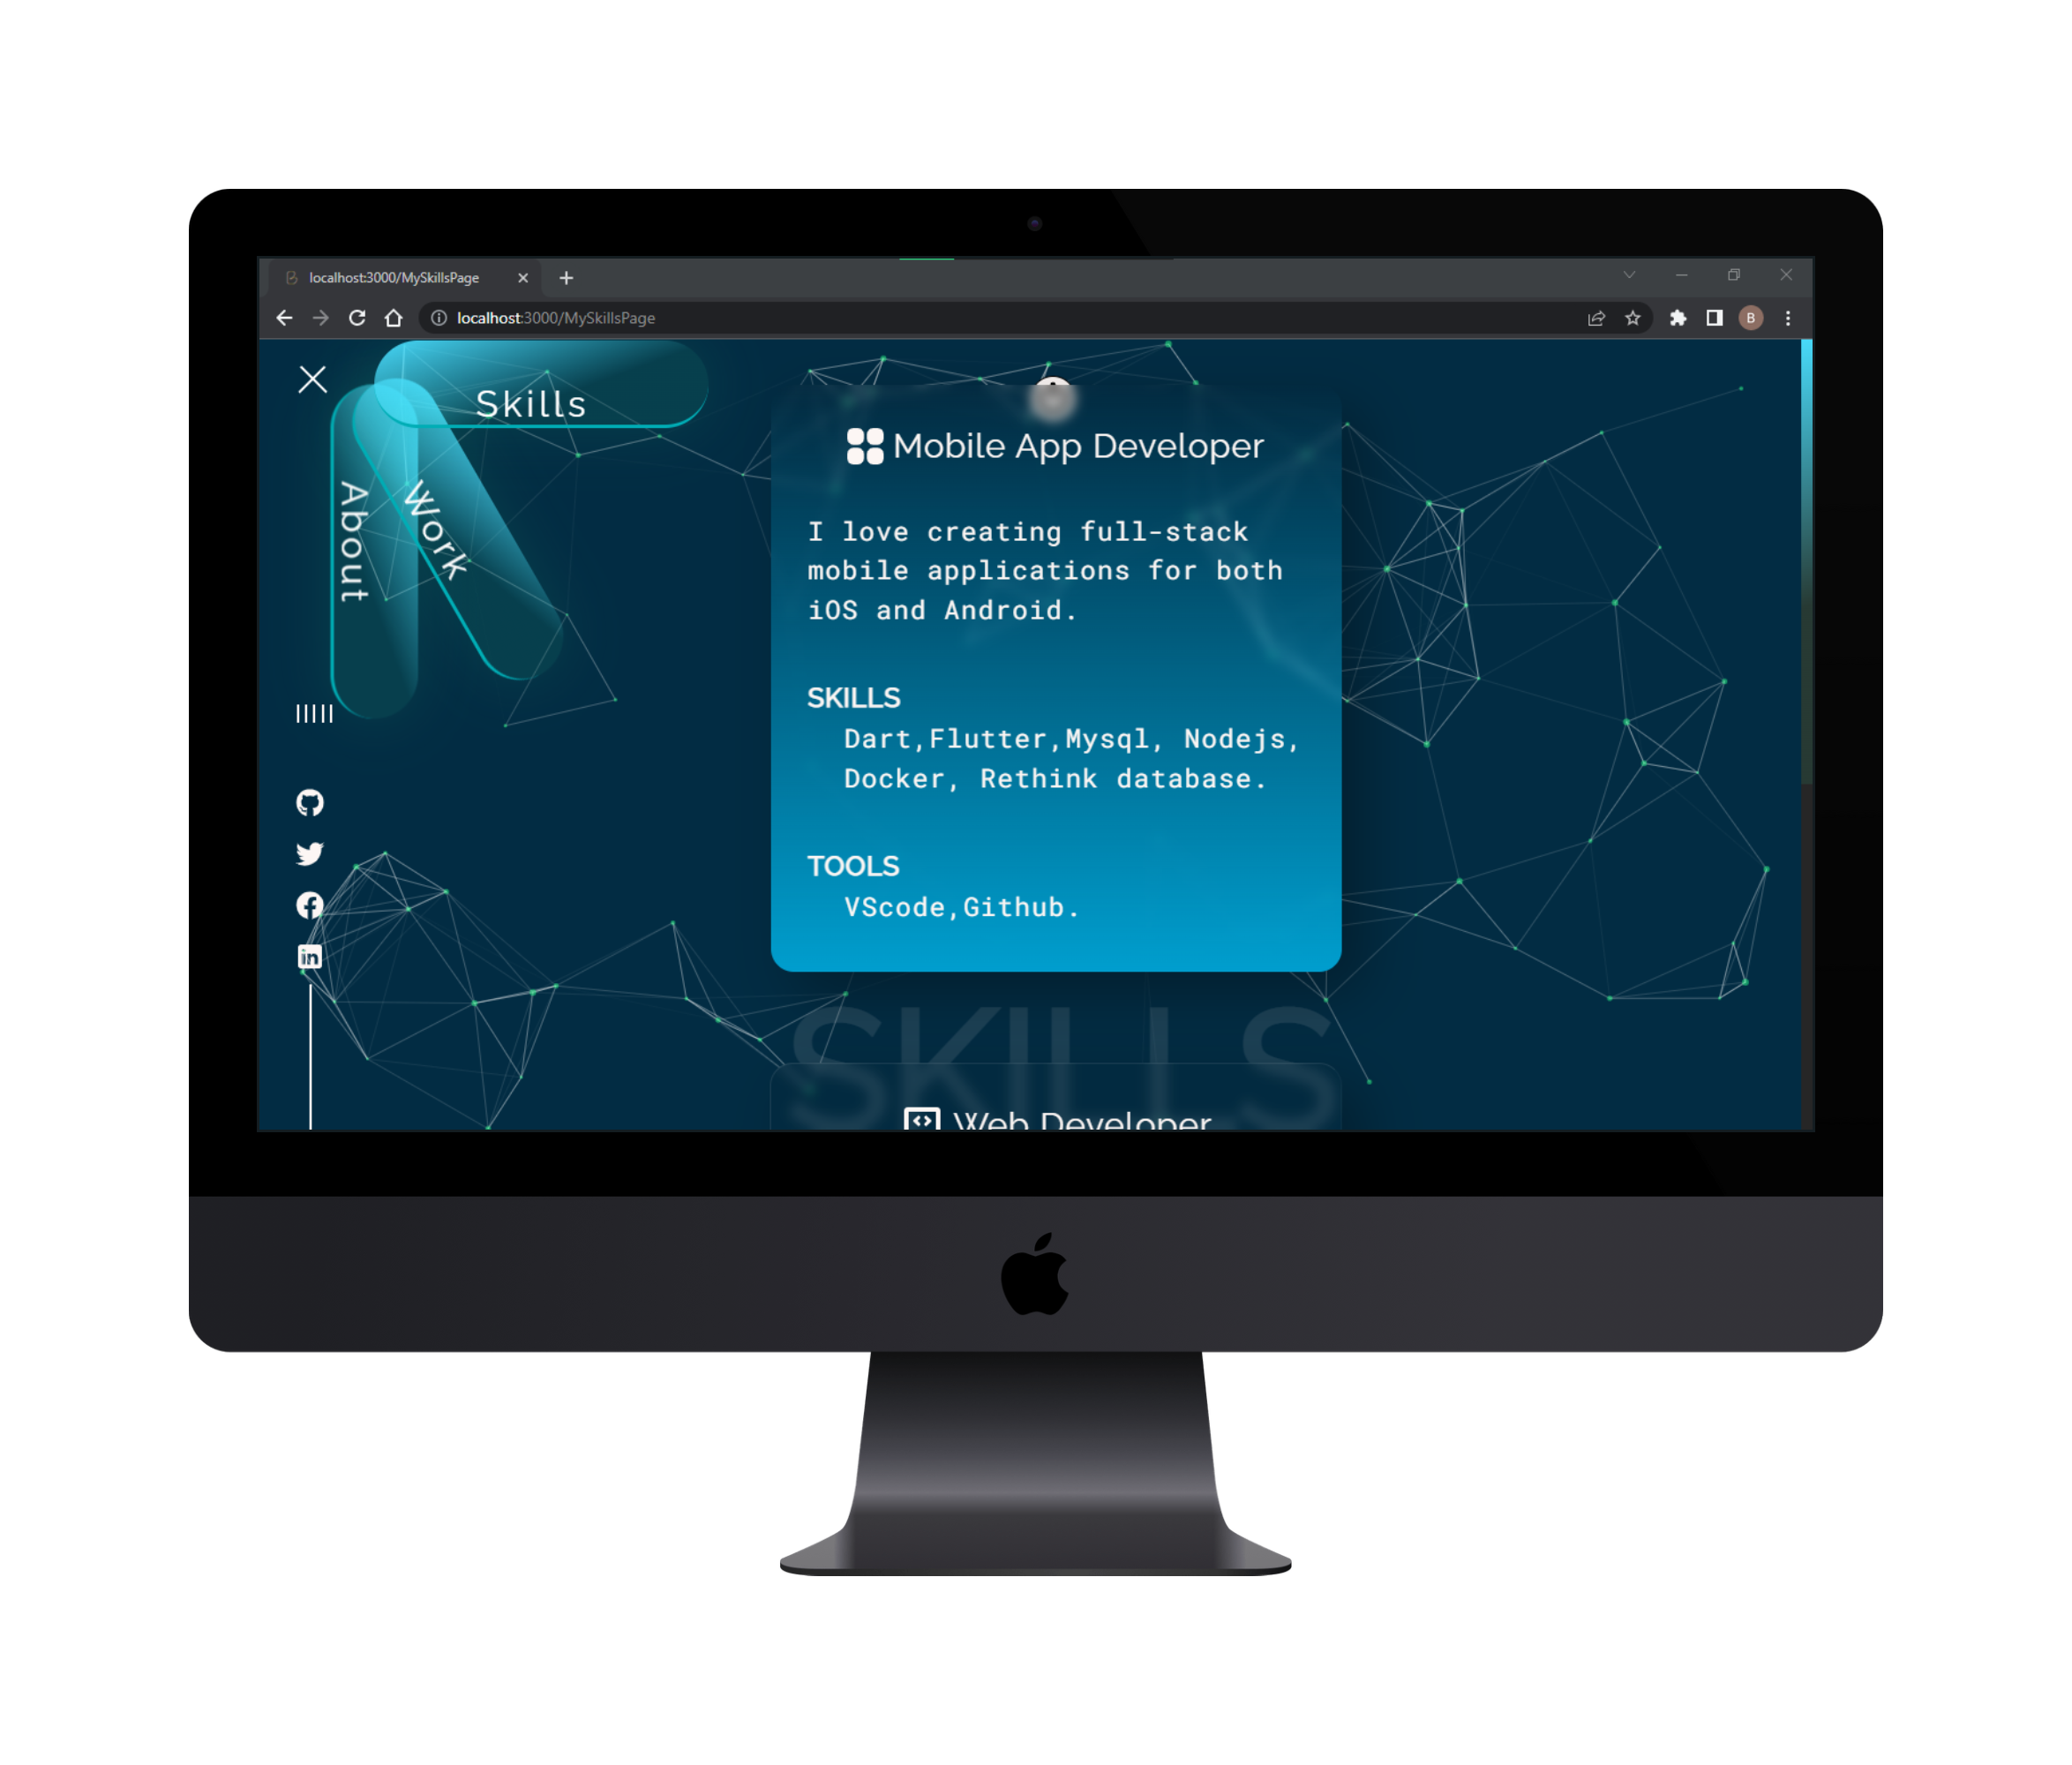 localhost:3000/MySkillsPage
localhost:3000/MySkillsPage
B
Skills
Work
About
Mobile App Developer
I love creating full-stack
mobile applications for both
iOS and Android.
SKILLS
Dart,Flutter,Mysql, Nodejs,
Docker, Rethink database.
TOOLS
VScode,Github.
in
SKILLS
Web Developer